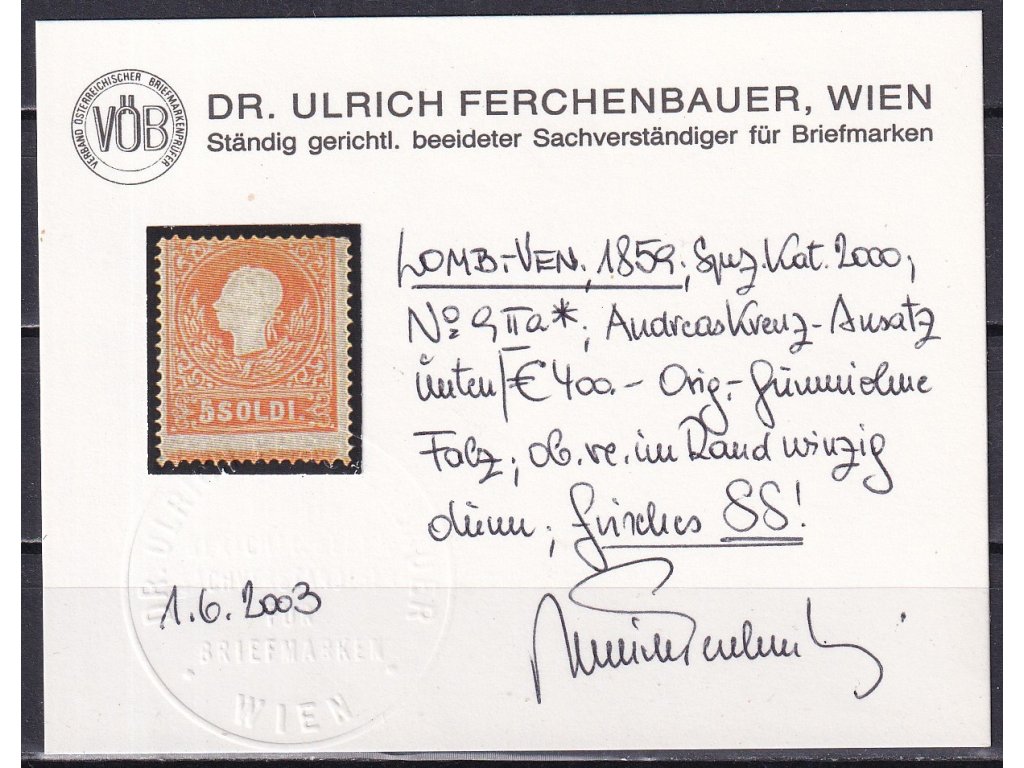 VERBAND ÖSTERREICHISCHER BRIEFMARKENPRÜFER
VÖB
DR. ULRICH FERCHENBAUER, WIEN
Ständig gerichtl. beeideter Sachverständiger für Briefmarken
5 SOLDI.
LOMB.-VEN., 1859; Spez.Kat. 2000,
No: 9IIa*; Andreaskreuz-Ansatz
unten/€ 400.- Orig.-Gummi ohne
Falz; ob.re. im Rand winzig
dünn; frisches SS!
1.6.2003
DR. ULR
BRIEFMARKEN
WIEN